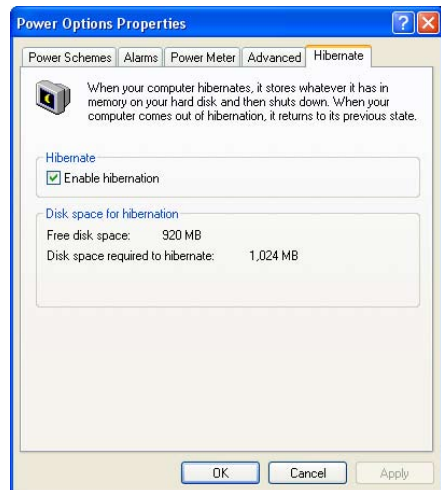 Power Options Properties
Power Schemes Alarms Power Meter Advanced Hibernate
When your computer hibernates, it stores whatever it has in
memory on your hard disk and then shuts down. When your
computer comes out of hibernation, it returns to its previous state.
Hibernate
Enable hibernation
Disk space for hibernation
Free disk space: 920 MB
Disk space required to hibernate: 1,024 MB
OK Cancel Apply